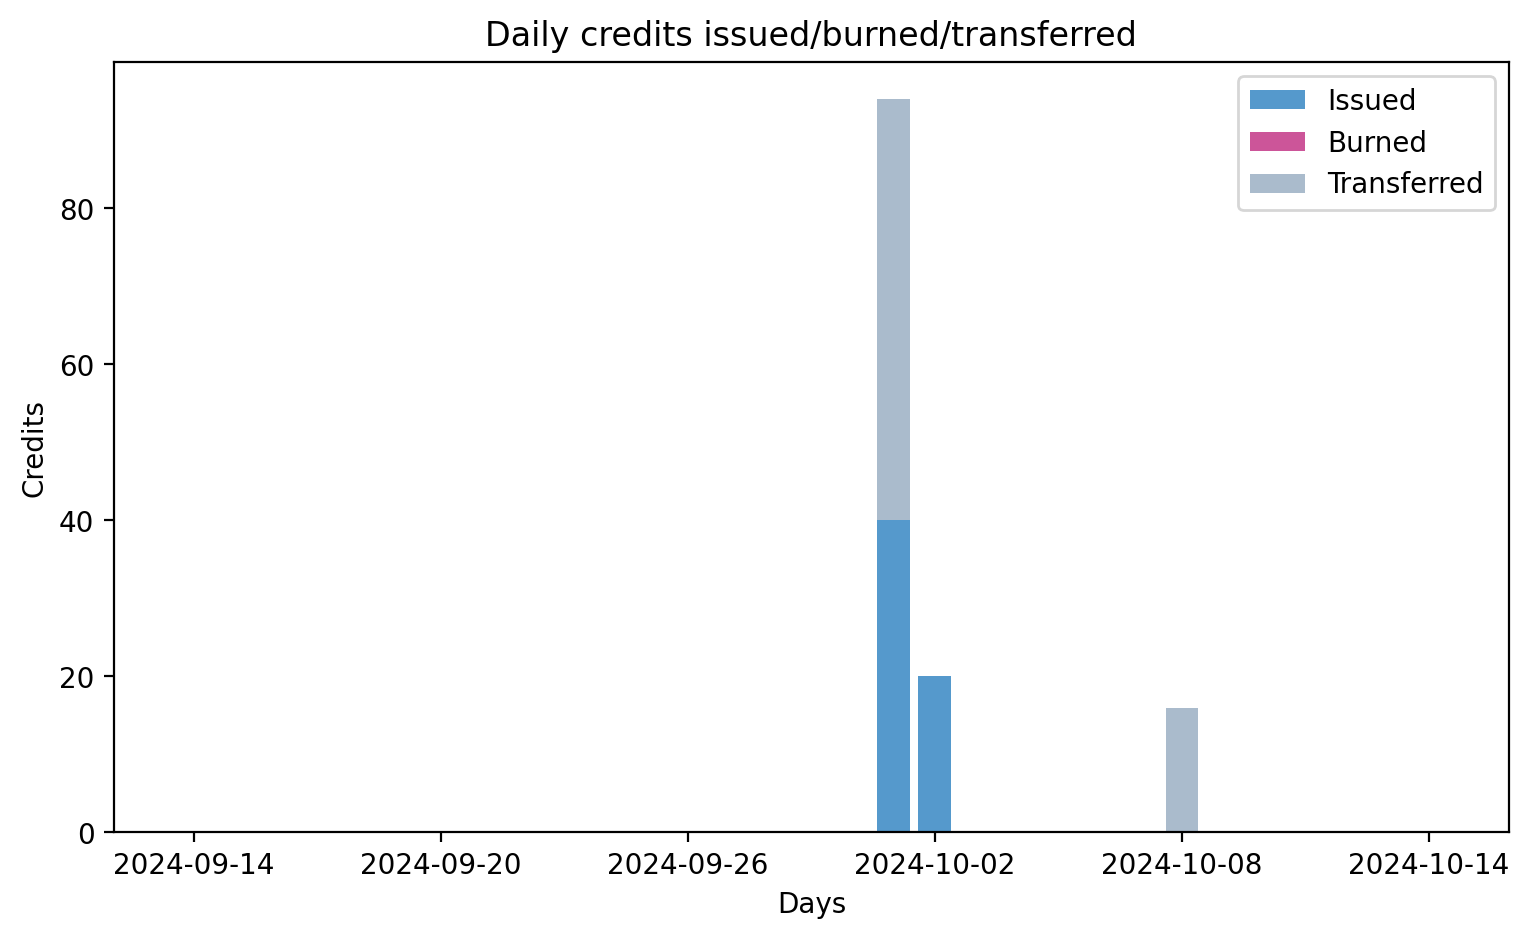 Daily credits issued/burned/transferred
Issued
Burned
Transferred
80
60
40
20
0
Credits
2024-09-14 2024-09-20 2024-09-26 2024-10-02 2024-10-08 2024-10-14
Days